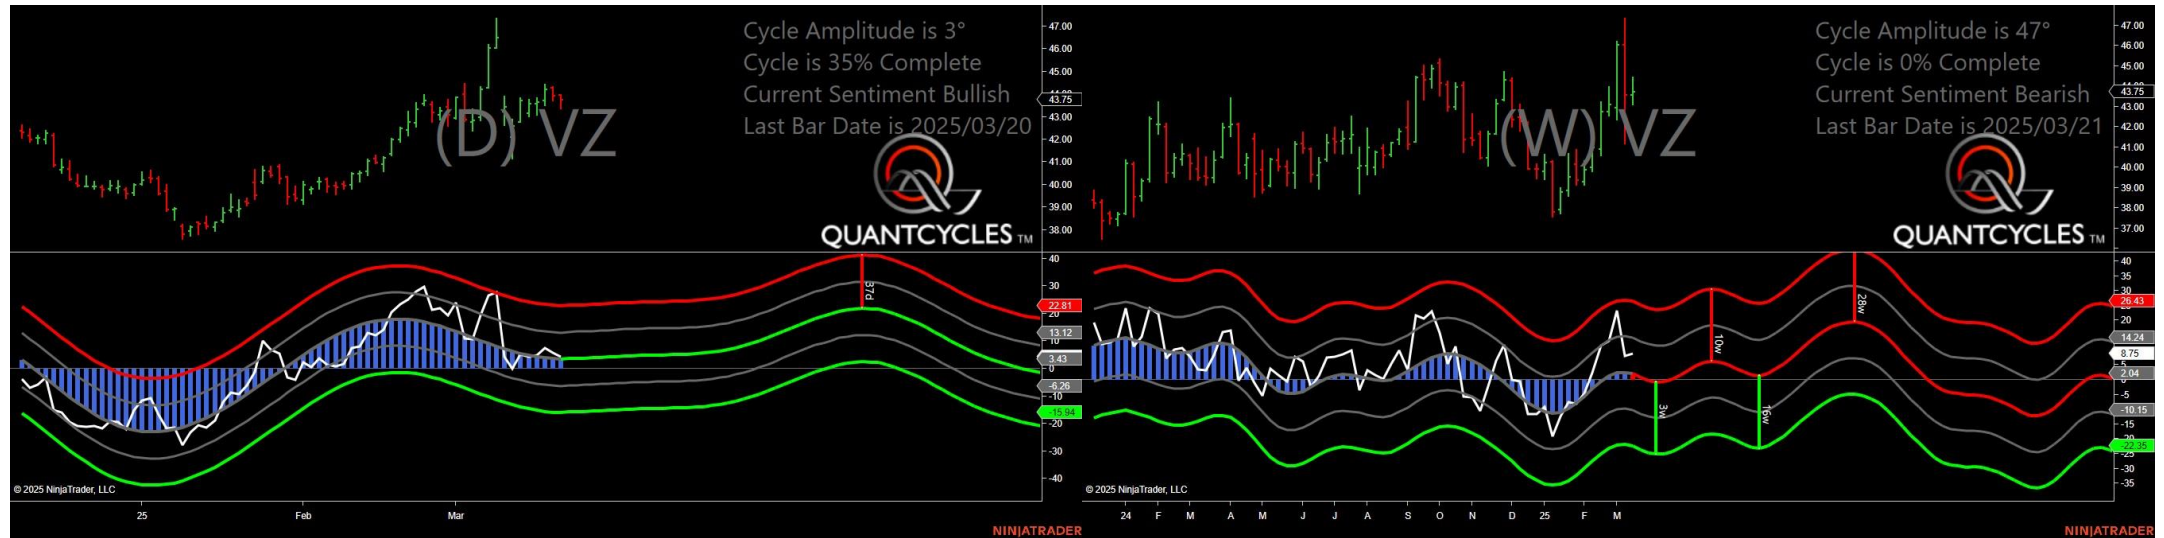 Cycle Amplitude is 3°
Cycle is 35% Complete
Current Sentiment Bullish
Last Bar Date is 2025/03/20
(D) VZ
QUANTCYCLES TM
47.00
46.00
45.00
43.75
43.00
42.00
41.00
40.00
39.00
38.00
37d
40
30
22.81
20
13.12
10
3.43
0
-6.26
-10
-15.94
-20
-30
-40
© 2025 NinjaTrader, LLC
25 Feb Mar
NINJATRADER
Cycle Amplitude is 47°
Cycle is 0% Complete
Current Sentiment Bearish
Last Bar Date is 2025/03/21
(W) VZ
QUANTCYCLES TM
47.00
46.00
45.00
43.75
43.00
42.00
41.00
40.00
39.00
38.00
37.00
3w
10w
16w
28w
40
35
30
26.43
20
14.24
8.75
2.04
-5
-10.15
-15
-22.35
-25
-30
-35
© 2025 NinjaTrader, LLC
24 F M A M J J A S O N D 25 F M
NINJATRADER